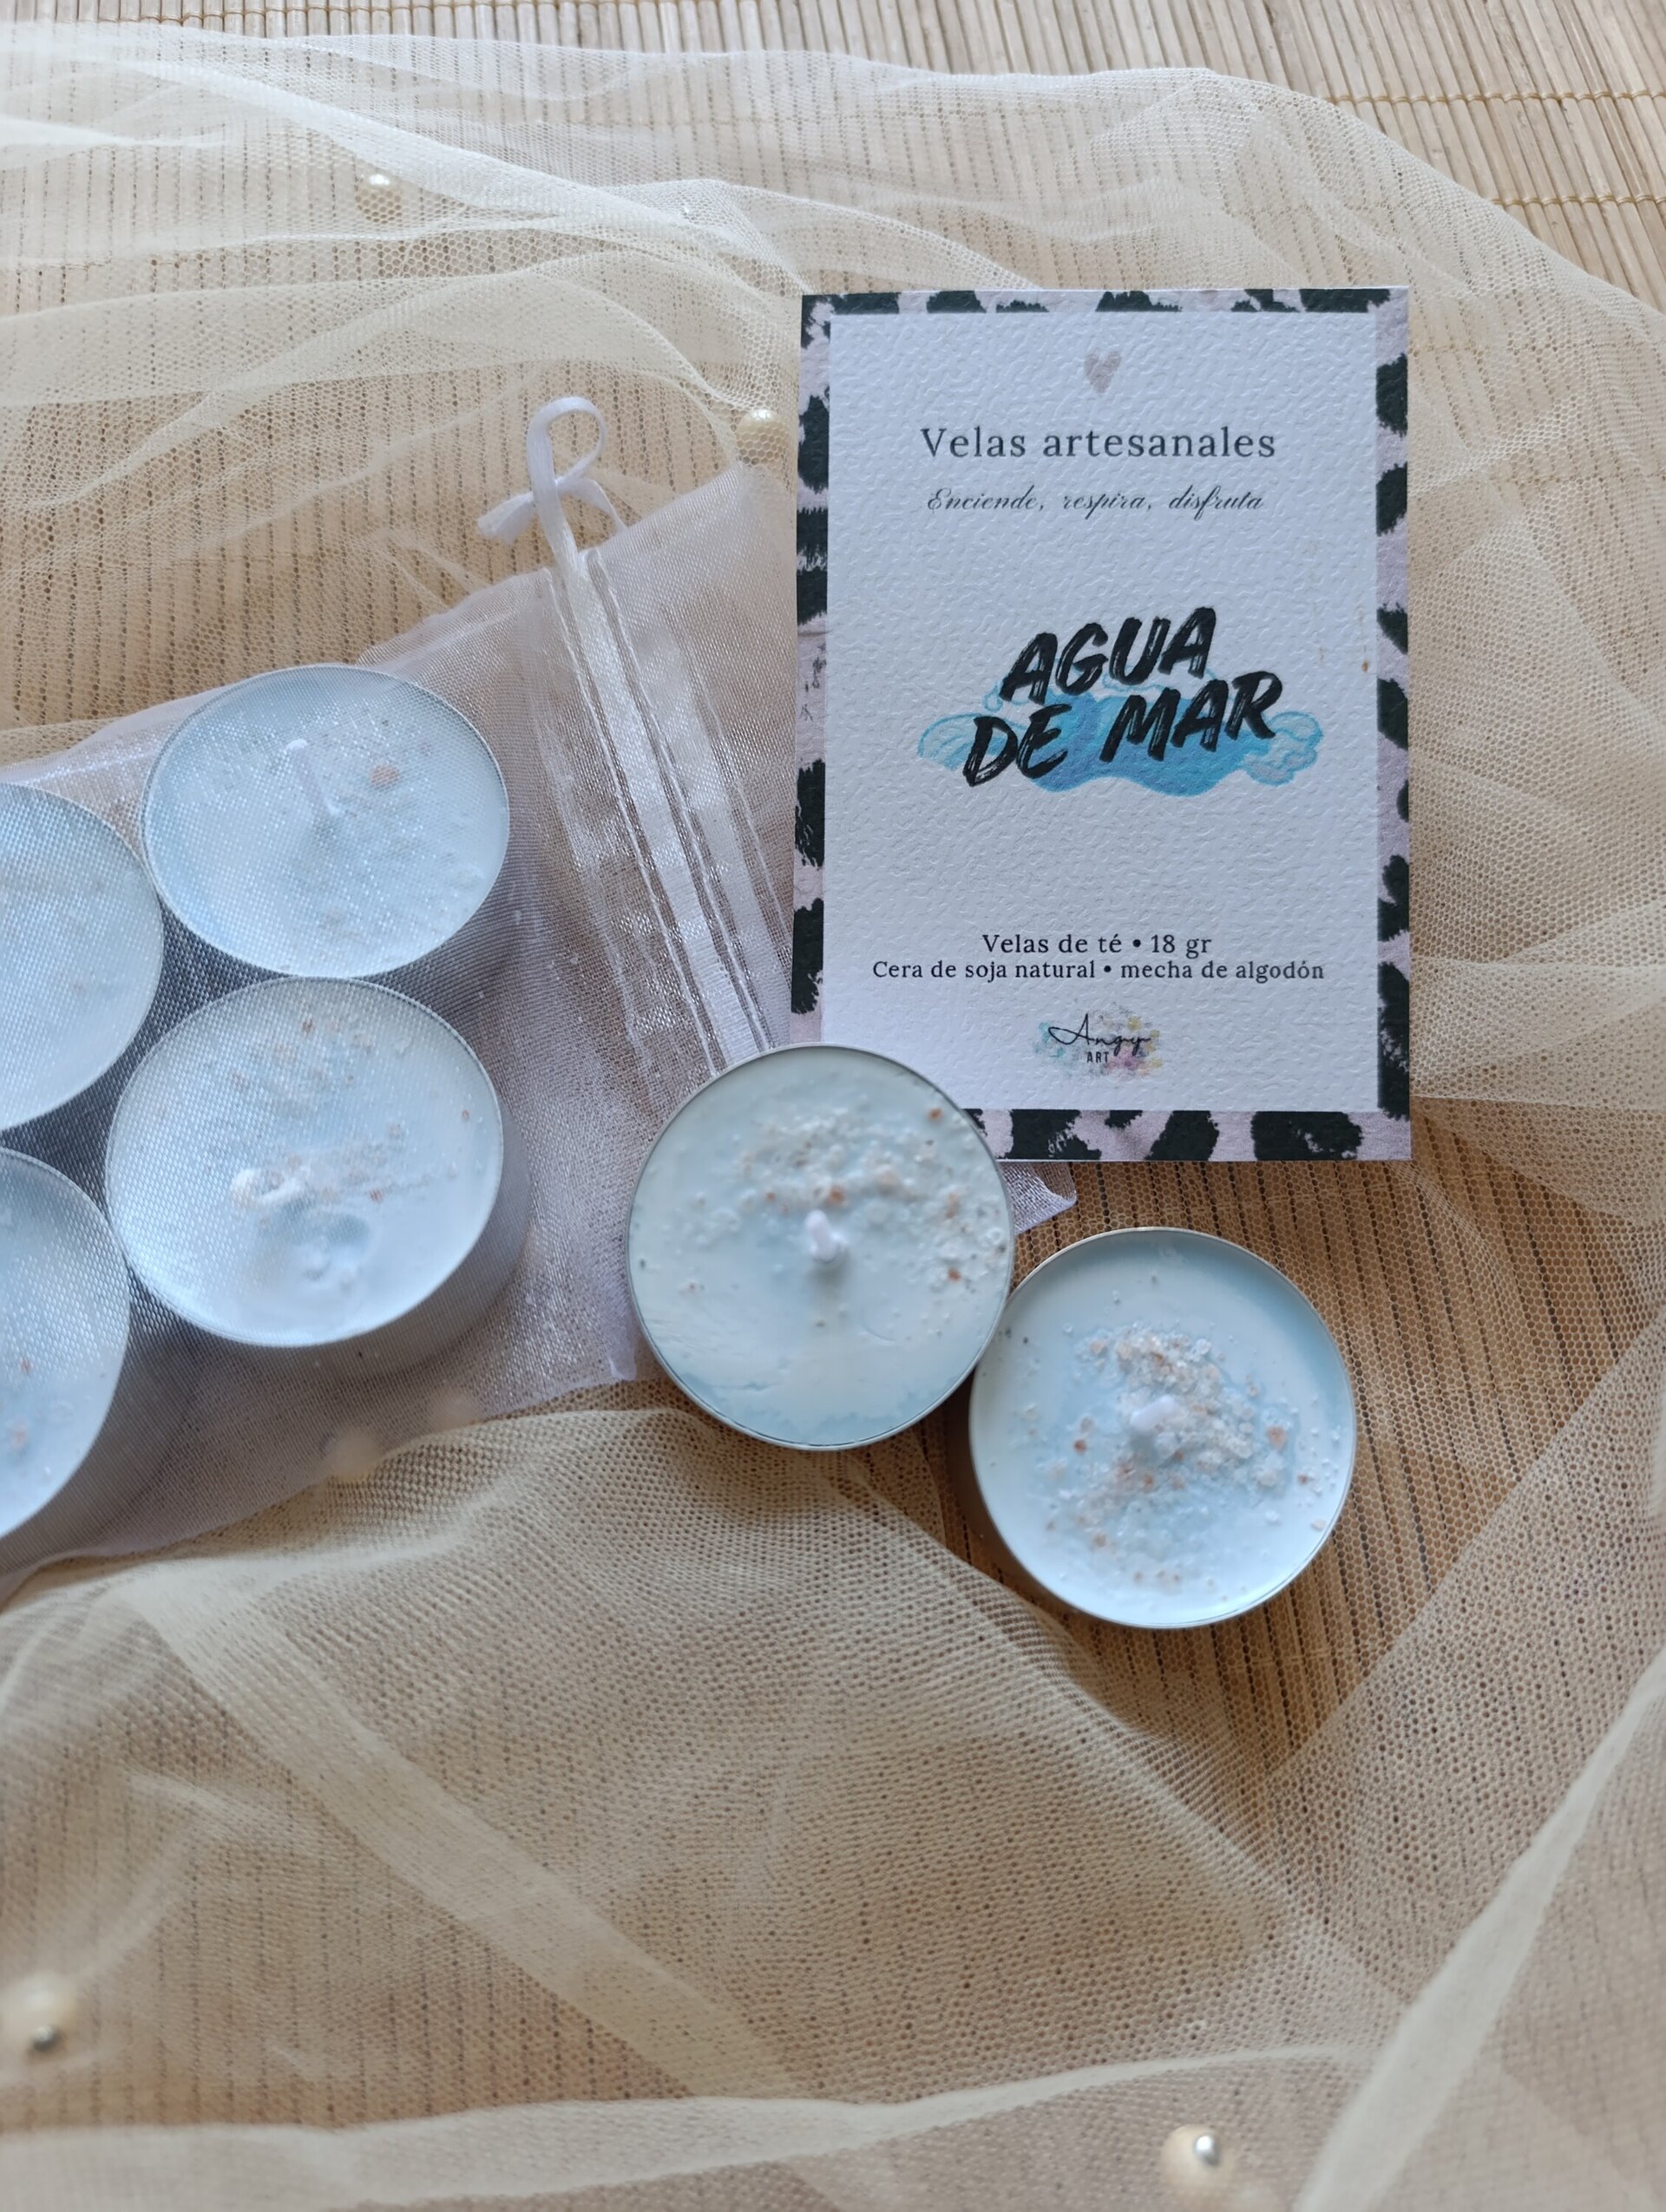 Velas artesanales
Enciende, respira, disfruta
AGUA
DE MAR
Velas de té • 18 gr
Cera de soja natural • mecha de algodón
Angy
ART